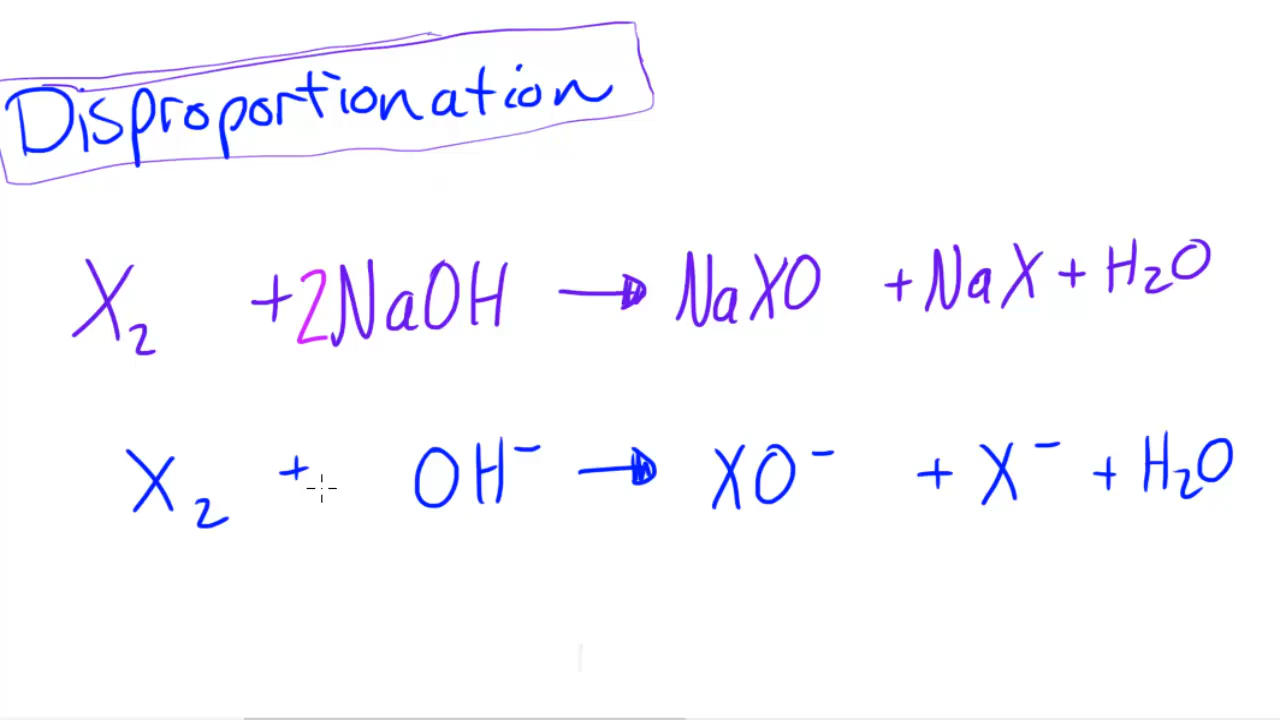 Disproportionation
X₂ + 2NaOH → NaXO + NaX + H₂O
X₂ + OH⁻ → XO⁻ + X⁻ + H₂O